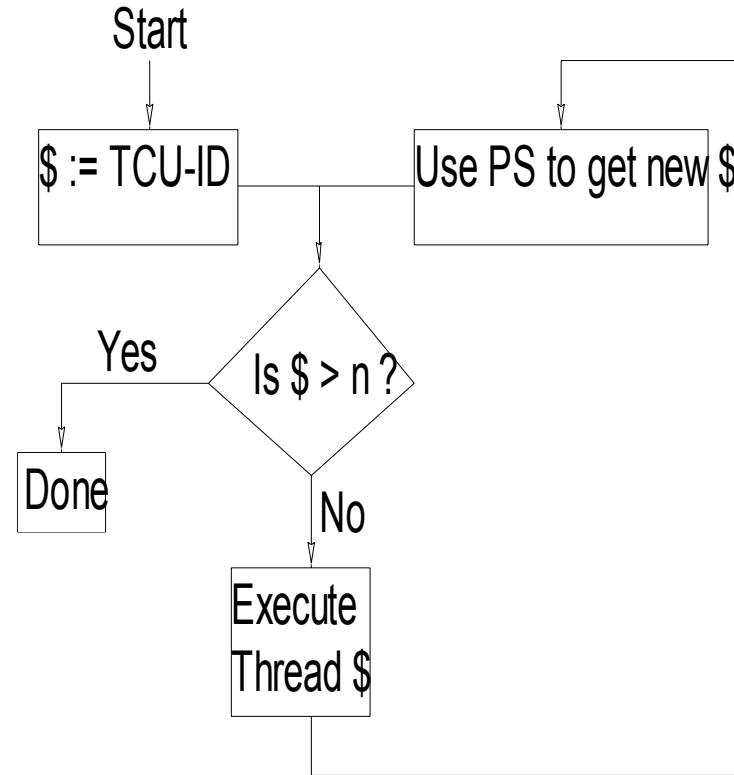 Start
$ := TCU-ID
Use PS to get new $
Is $ > n ?
Yes
Done
No
Execute
Thread $